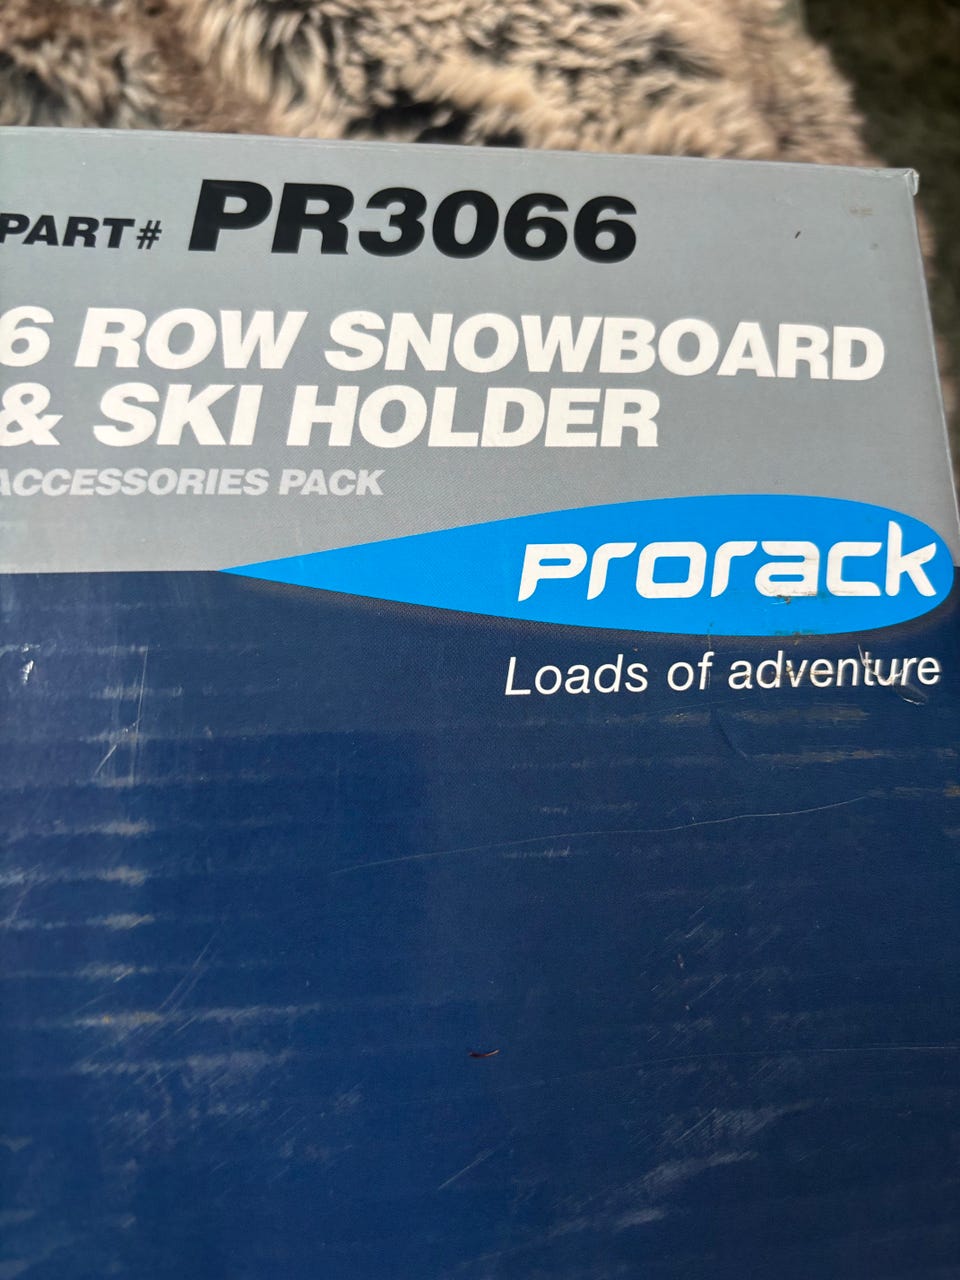 PART# PR3066
6 ROW SNOWBOARD
& SKI HOLDER
ACCESSORIES PACK
prorack
Loads of adventure